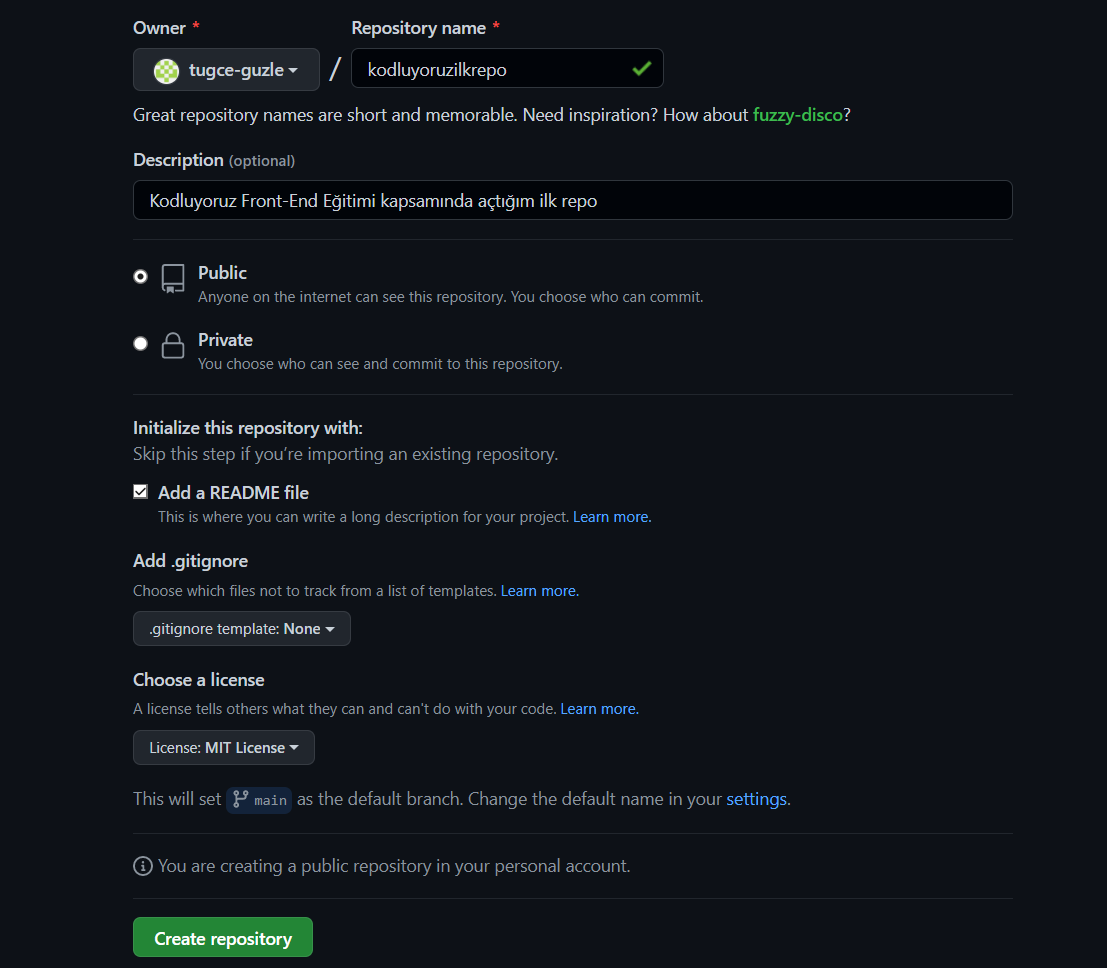 Owner * Repository name *
tugce-guzle / kodluyoruzilkrepo
Great repository names are short and memorable. Need inspiration? How about fuzzy-disco?
Description (optional)
Kodluyoruz Front-End Eğitimi kapsamında açtığım ilk repo
Public
Anyone on the internet can see this repository. You choose who can commit.
Private
You choose who can see and commit to this repository.
Initialize this repository with:
Skip this step if you’re importing an existing repository.
Add a README file
This is where you can write a long description for your project. Learn more.
Add .gitignore
Choose which files not to track from a list of templates. Learn more.
.gitignore template: None
Choose a license
A license tells others what they can and can't do with your code. Learn more.
License: MIT License
This will set main as the default branch. Change the default name in your settings.
You are creating a public repository in your personal account.
Create repository